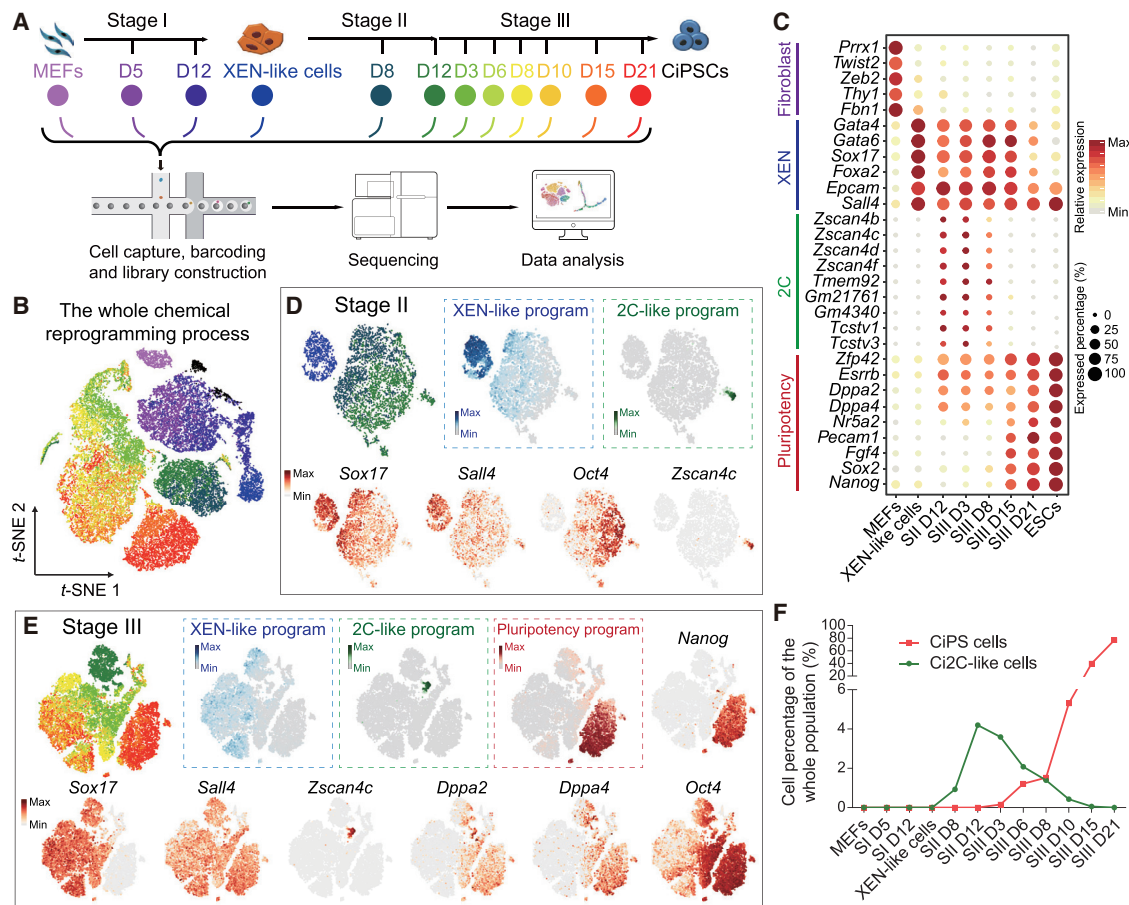 A
Stage I
Stage II
Stage III
MEFs
D5
D12
XEN-like cells
D8
D12
D3
D6
D8
D10
D15
D21
CiPSCs
Cell capture, barcoding
and library construction
Sequencing
Data analysis
B
The whole chemical
reprogramming process
t-SNE 2
t-SNE 1
C
Fibroblast
Prrx1
Twist2
Zeb2
Thy1
Fbn1
XEN
Gata4
Gata6
Sox17
Foxa2
Epcam
Sall4
2C
Zscan4b
Zscan4c
Zscan4d
Zscan4f
Tmem92
Gm21761
Gm4340
Tcstv1
Tcstv3
Pluripotency
Zfp42
Esrrb
Dppa2
Dppa4
Nr5a2
Pecam1
Fgf4
Sox2
Nanog
MEFs
XEN-like cells
SII D12
SIII D3
SIII D8
SIII D15
SIII D21
ESCs
Relative expression
Max
Min
Expressed percentage (%)
0
25
50
75
100
D
Stage II
XEN-like program
Max
Min
2C-like program
Max
Min
Max
Min
Sox17
Sall4
Oct4
Zscan4c
E
Stage III
XEN-like program
Max
Min
2C-like program
Max
Min
Pluripotency program
Max
Min
Nanog
Max
Min
Sox17
Sall4
Zscan4c
Dppa2
Dppa4
Oct4
F
Cell percentage of the
whole population (%)
100
80
60
40
20
6
4
2
0
CiPS cells
Ci2C-like cells
MEFs
SI D5
SI D12
XEN-like cells
SII D8
SII D12
SIII D3
SIII D6
SIII D8
SIII D10
SIII D15
SIII D21